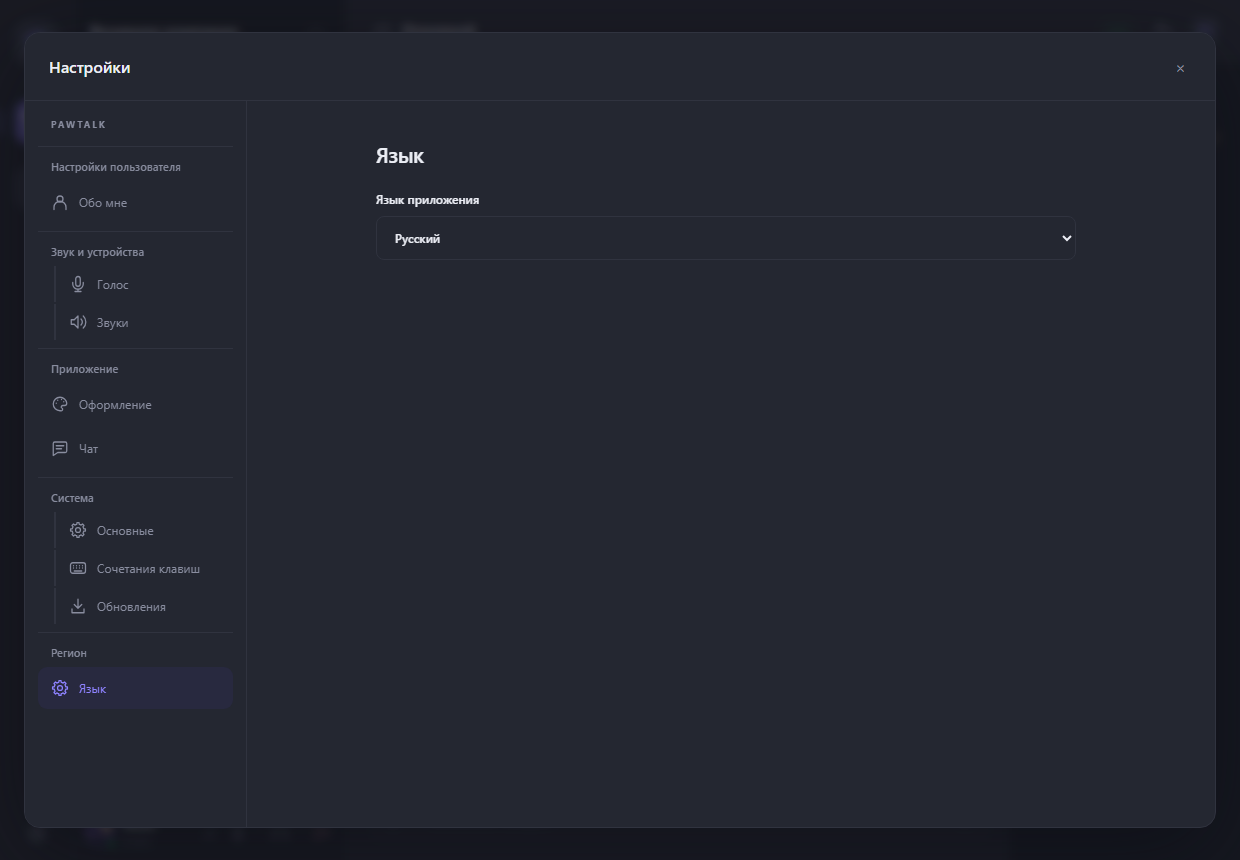 Настройки
×
PAWTALK
Настройки пользователя
Обо мне
Звук и устройства
Голос
Звуки
Приложение
Оформление
Чат
Система
Основные
Сочетания клавиш
Обновления
Регион
Язык
Язык
Язык приложения
Русский